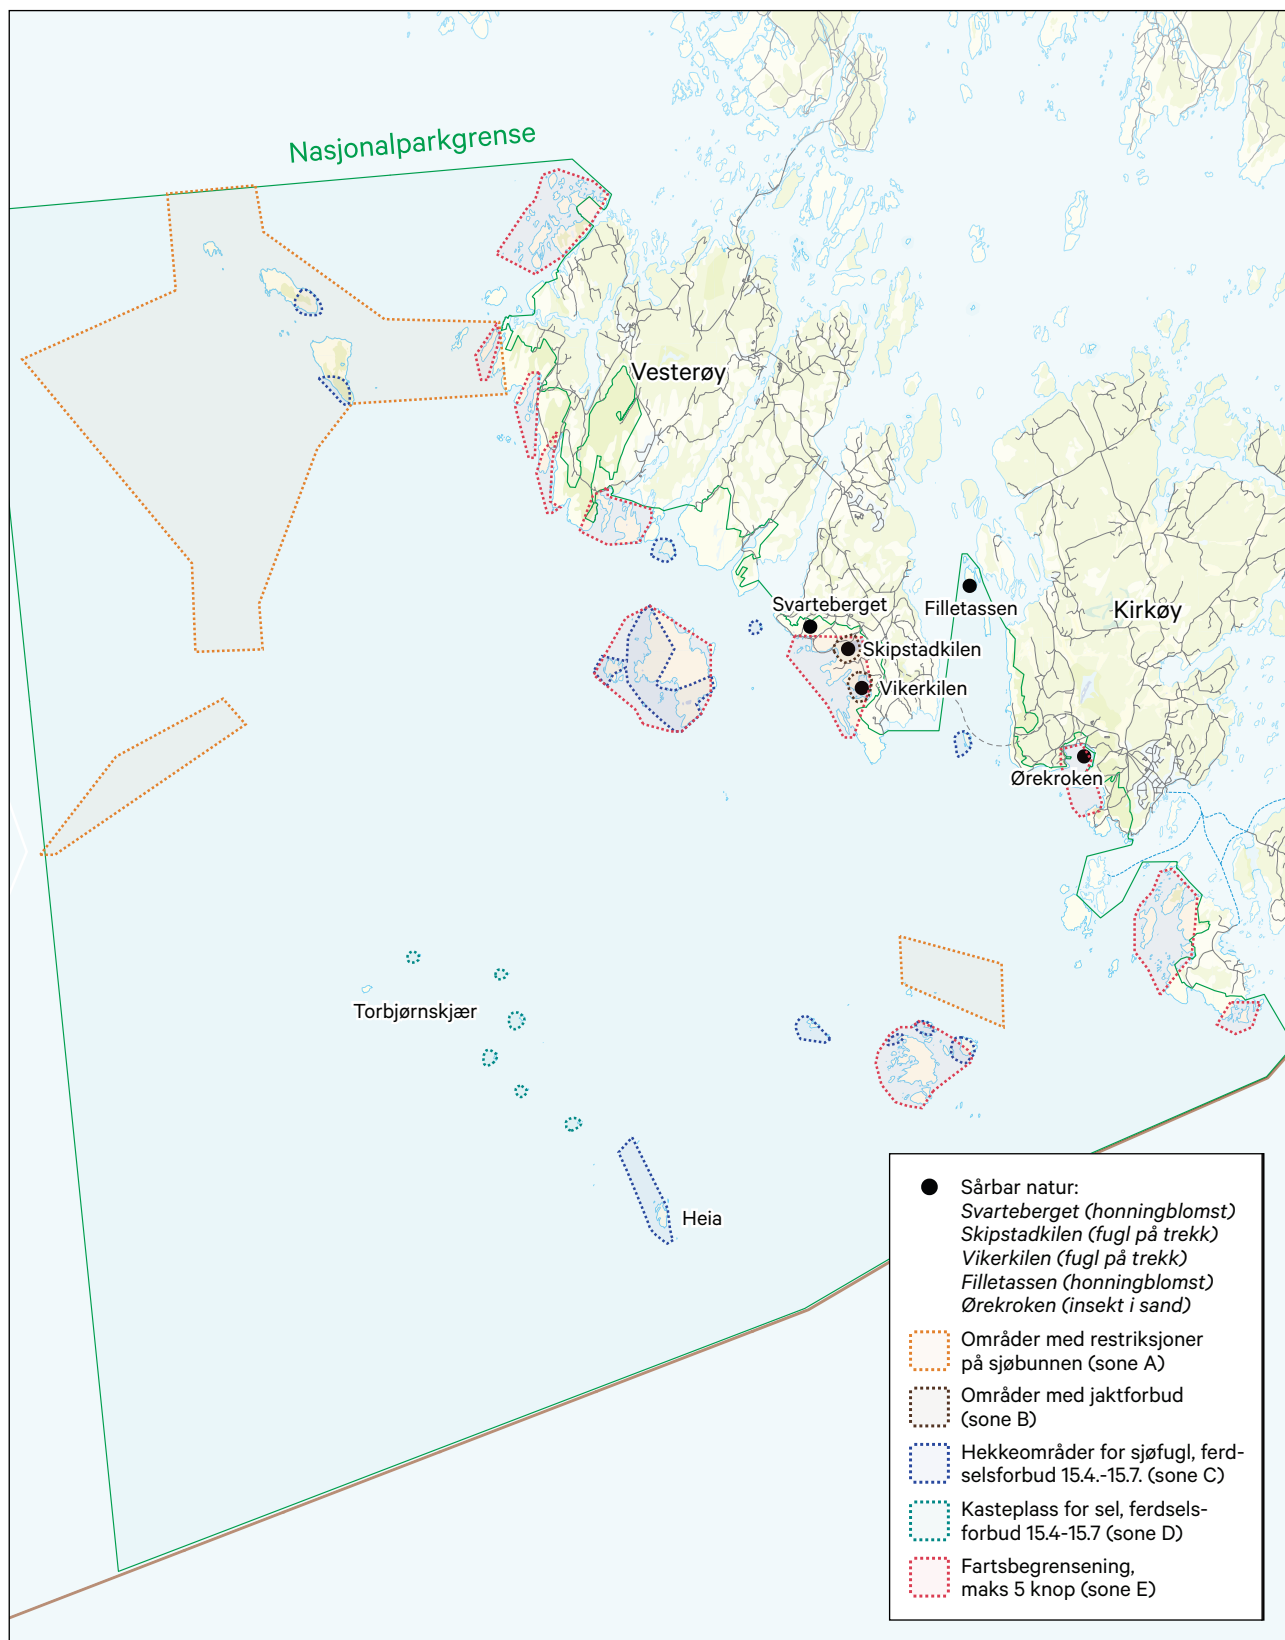 Nasjonalparkgrense
Vesterøy
Svarteberget
Filletassen
Kirkøy
Skipstadkilen
Vikerkilen
Ørekroken
Torbjørnskjær
Heia
Sårbar natur:
Svarteberget (honningblomst)
Skipstadkilen (fugl på trekk)
Vikerkilen (fugl på trekk)
Filletassen (honningblomst)
Ørekroken (insekt i sand)
Områder med restriksjoner
på sjøbunnen (sone A)
Områder med jaktforbud
(sone B)
Hekkeområder for sjøfugl, ferd-
selsforbud 15.4.-15.7. (sone C)
Kasteplass for sel, ferdsels-
forbud 15.4-15.7 (sone D)
Fartsbegrensening,
maks 5 knop (sone E)